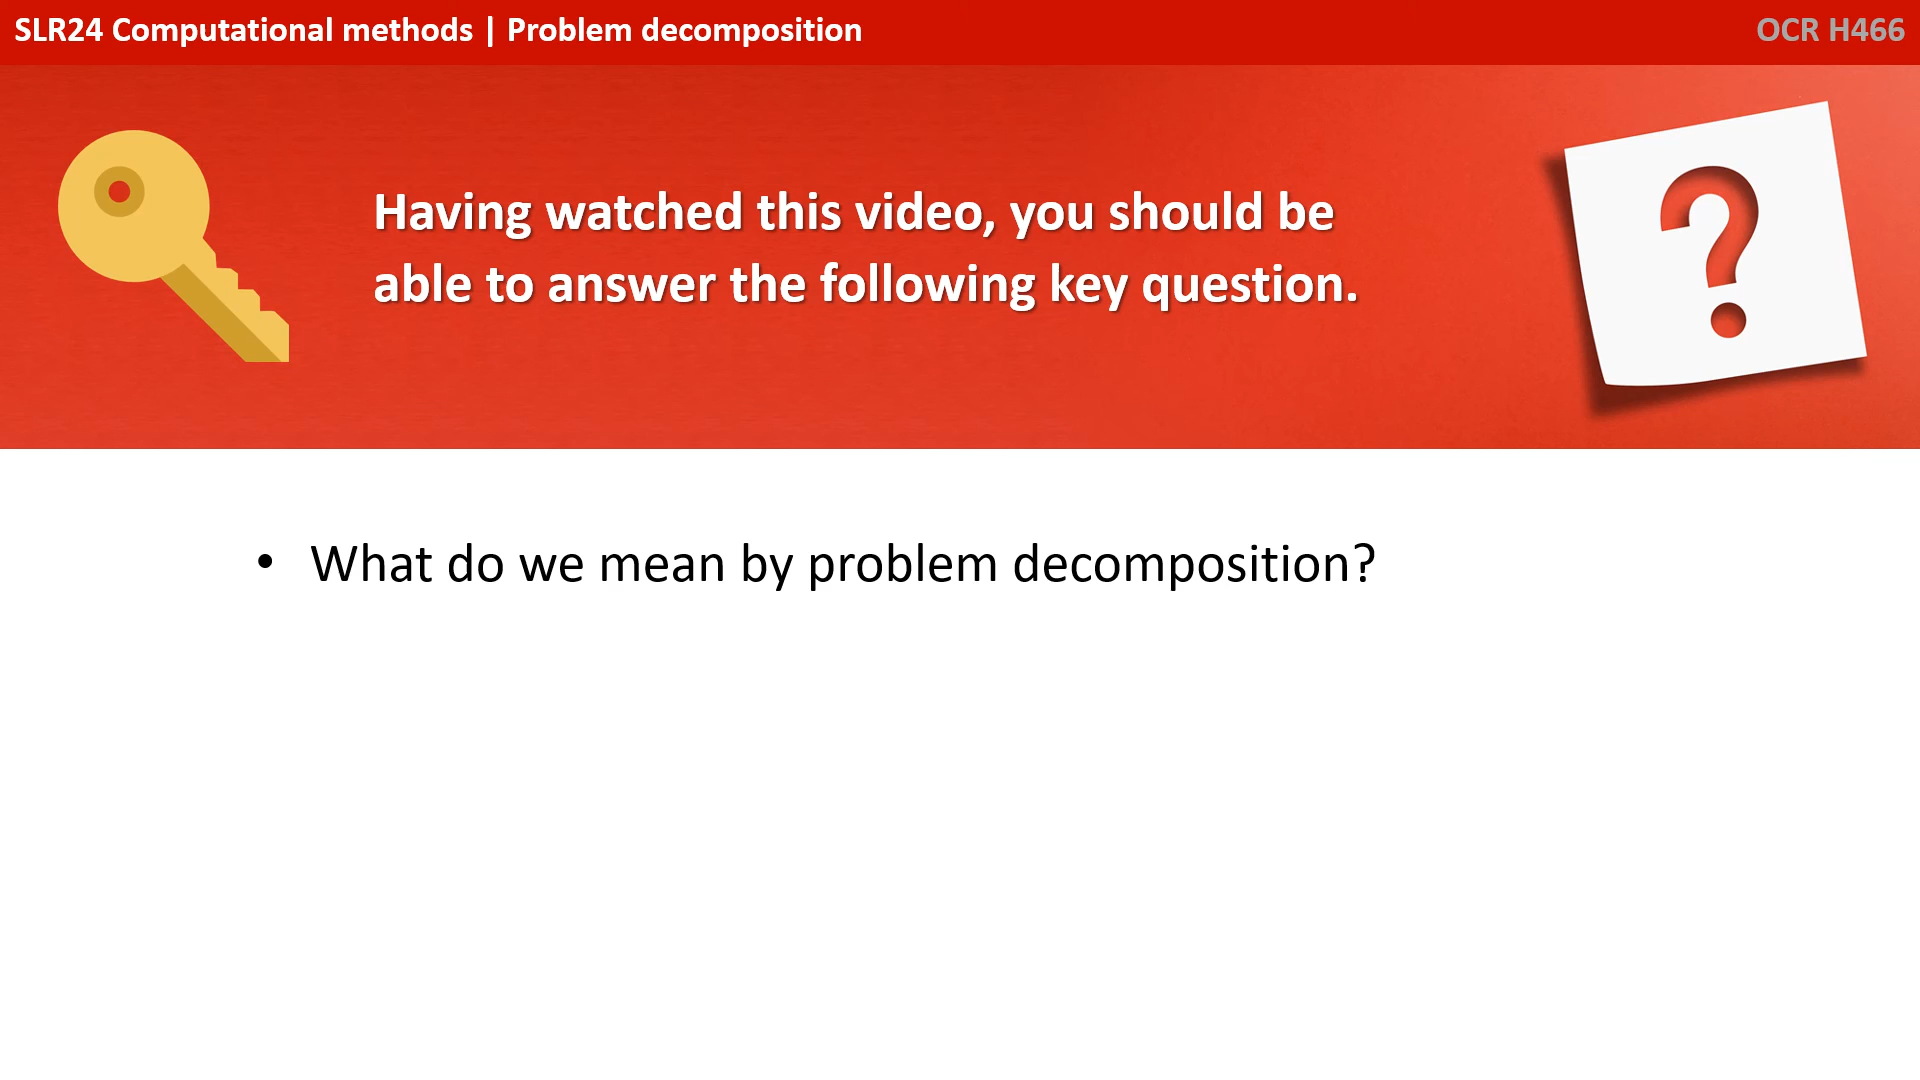 SLR24 Computational methods | Problem decomposition
OCR H466
Having watched this video, you should be
able to answer the following key question.
• What do we mean by problem decomposition?